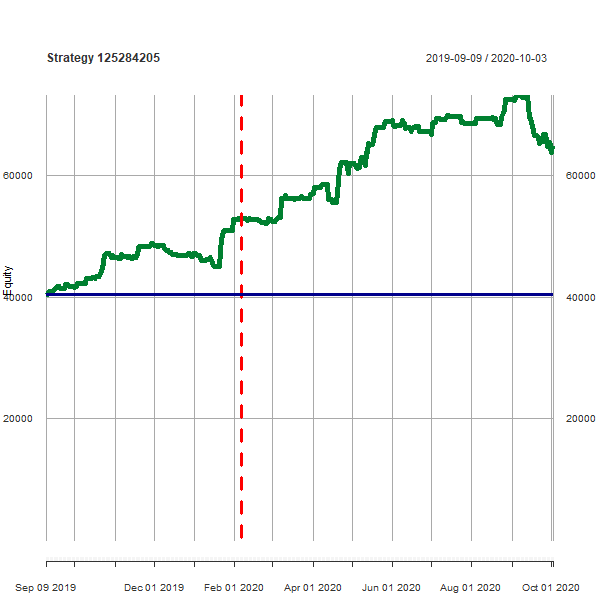 Strategy 125284205
2019-09-09 / 2020-10-03
60000
60000
Equity
40000
40000
20000
20000
Sep 09 2019
Dec 01 2019
Feb 01 2020
Apr 01 2020
Jun 01 2020
Aug 01 2020
Oct 01 2020